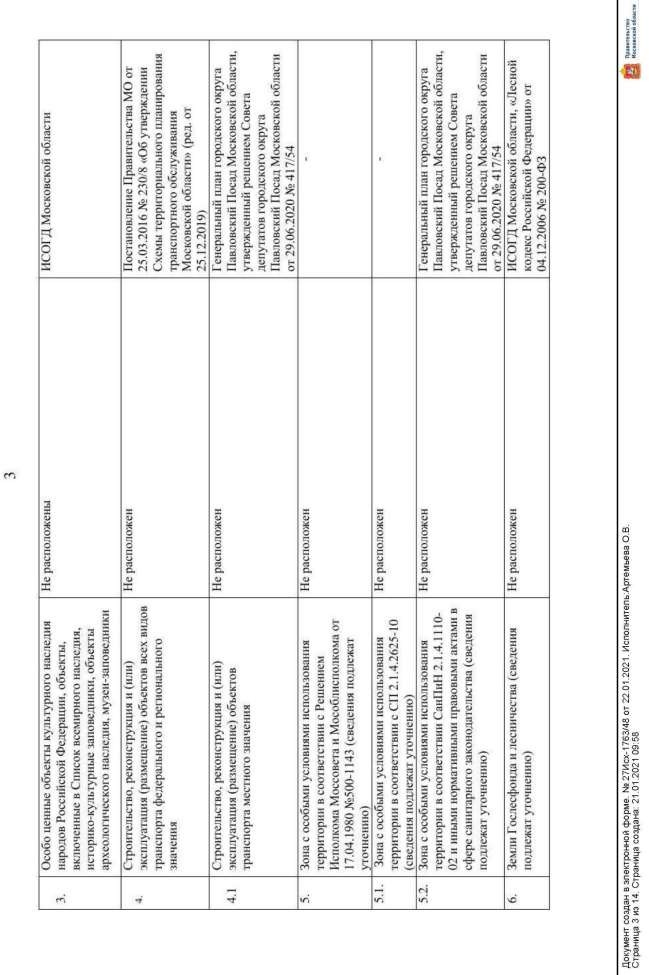 3
3.
Особо ценные объекты культурного наследия
народов Российской Федерации, объекты,
включенные в Список всемирного наследия,
историко-культурные заповедники, объекты
археологического наследия, музеи-заповедники
Не расположены
ИСОГД Московской области
4.
Строительство, реконструкция и (или)
эксплуатация (размещение) объектов всех видов
транспорта федерального и регионального
значения
Не расположен
Постановление Правительства МО от
25.03.2016 № 230/8 «Об утверждении
Схемы территориального планирования
транспортного обслуживания
Московской области» (ред. от
25.12.2019)
4.1
Строительство, реконструкция и (или)
эксплуатация (размещение) объектов
транспорта местного значения
Не расположен
Генеральный план городского округа
Павловский Посад Московской области,
утвержденный решением Совета
депутатов городского округа
Павловский Посад Московской области
от 29.06.2020 № 417/54
5.
Зона с особыми условиями использования
территории в соответствии с Решением
Исполкома Моссовета и Мособлисполкома от
17.04.1980 №500-1143 (сведения подлежат
уточнению)
Не расположен
-
5.1.
Зона с особыми условиями использования
территории в соответствии с СП 2.1.4.2625-10
(сведения подлежат уточнению)
Не расположен
-
5.2.
Зона с особыми условиями использования
территории в соответствии СанПиН 2.1.4.1110-
02 и иными нормативными правовыми актами в
сфере санитарного законодательства (сведения
подлежат уточнению)
Не расположен
Генеральный план городского округа
Павловский Посад Московской области,
утвержденный решением Совета
депутатов городского округа
Павловский Посад Московской области
от 29.06.2020 № 417/54
6.
Земли Гослесфонда и лесничества (сведения
подлежат уточнению)
Не расположен
ИСОГД Московской области, «Лесной
кодекс Российской Федерации» от
04.12.2006 № 200-ФЗ
Документ создан в электронной форме. № 27Исх-1763/48 от 22.01.2021. Исполнитель:Артемьева О.В.
Страница 3 из 14. Страница создана: 21.01.2021 09:58
Правительство
Московской области